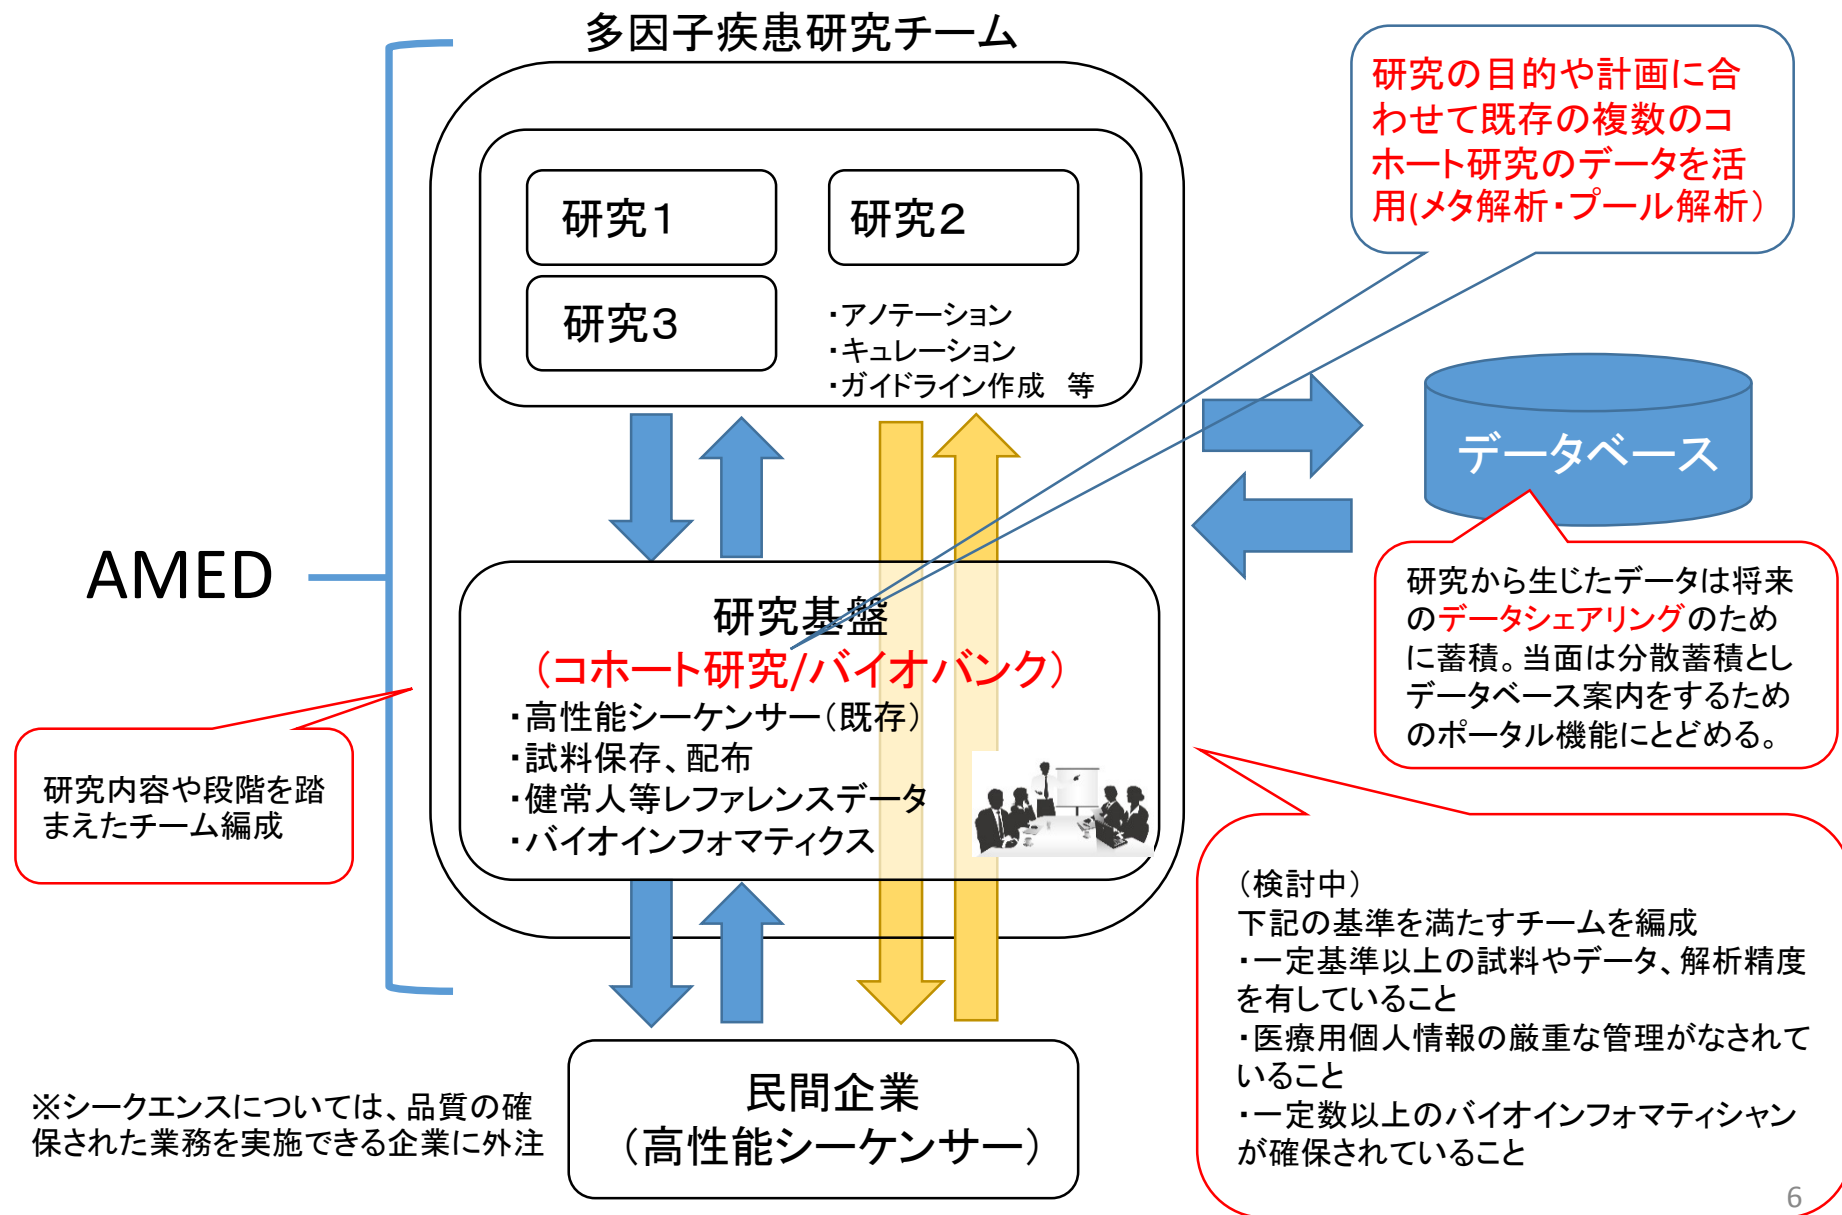 多因子疾患研究チーム
研究の目的や計画に合
わせて既存の複数のコ
ホート研究のデータを活
用(メタ解析・プール解析）
研究１
研究２
研究３
・アノテーション
・キュレーション
・ガイドライン作成　等
データベース
AMED
研究基盤
（コホート研究/バイオバンク）
・高性能シーケンサー（既存）
・試料保存、配布
・健常人等レファレンスデータ
・バイオインフォマティクス
研究から生じたデータは将来
のデータシェアリングのため
に蓄積。当面は分散蓄積とし
データベース案内をするため
のポータル機能にとどめる。
研究内容や段階を踏
まえたチーム編成
（検討中）
下記の基準を満たすチームを編成
・一定基準以上の試料やデータ、解析精度
を有していること
・医療用個人情報の厳重な管理がなされて
いること
・一定数以上のバイオインフォマティシャン
が確保されていること
民間企業
（高性能シーケンサー）
※シークエンスについては、品質の確
保された業務を実施できる企業に外注
6